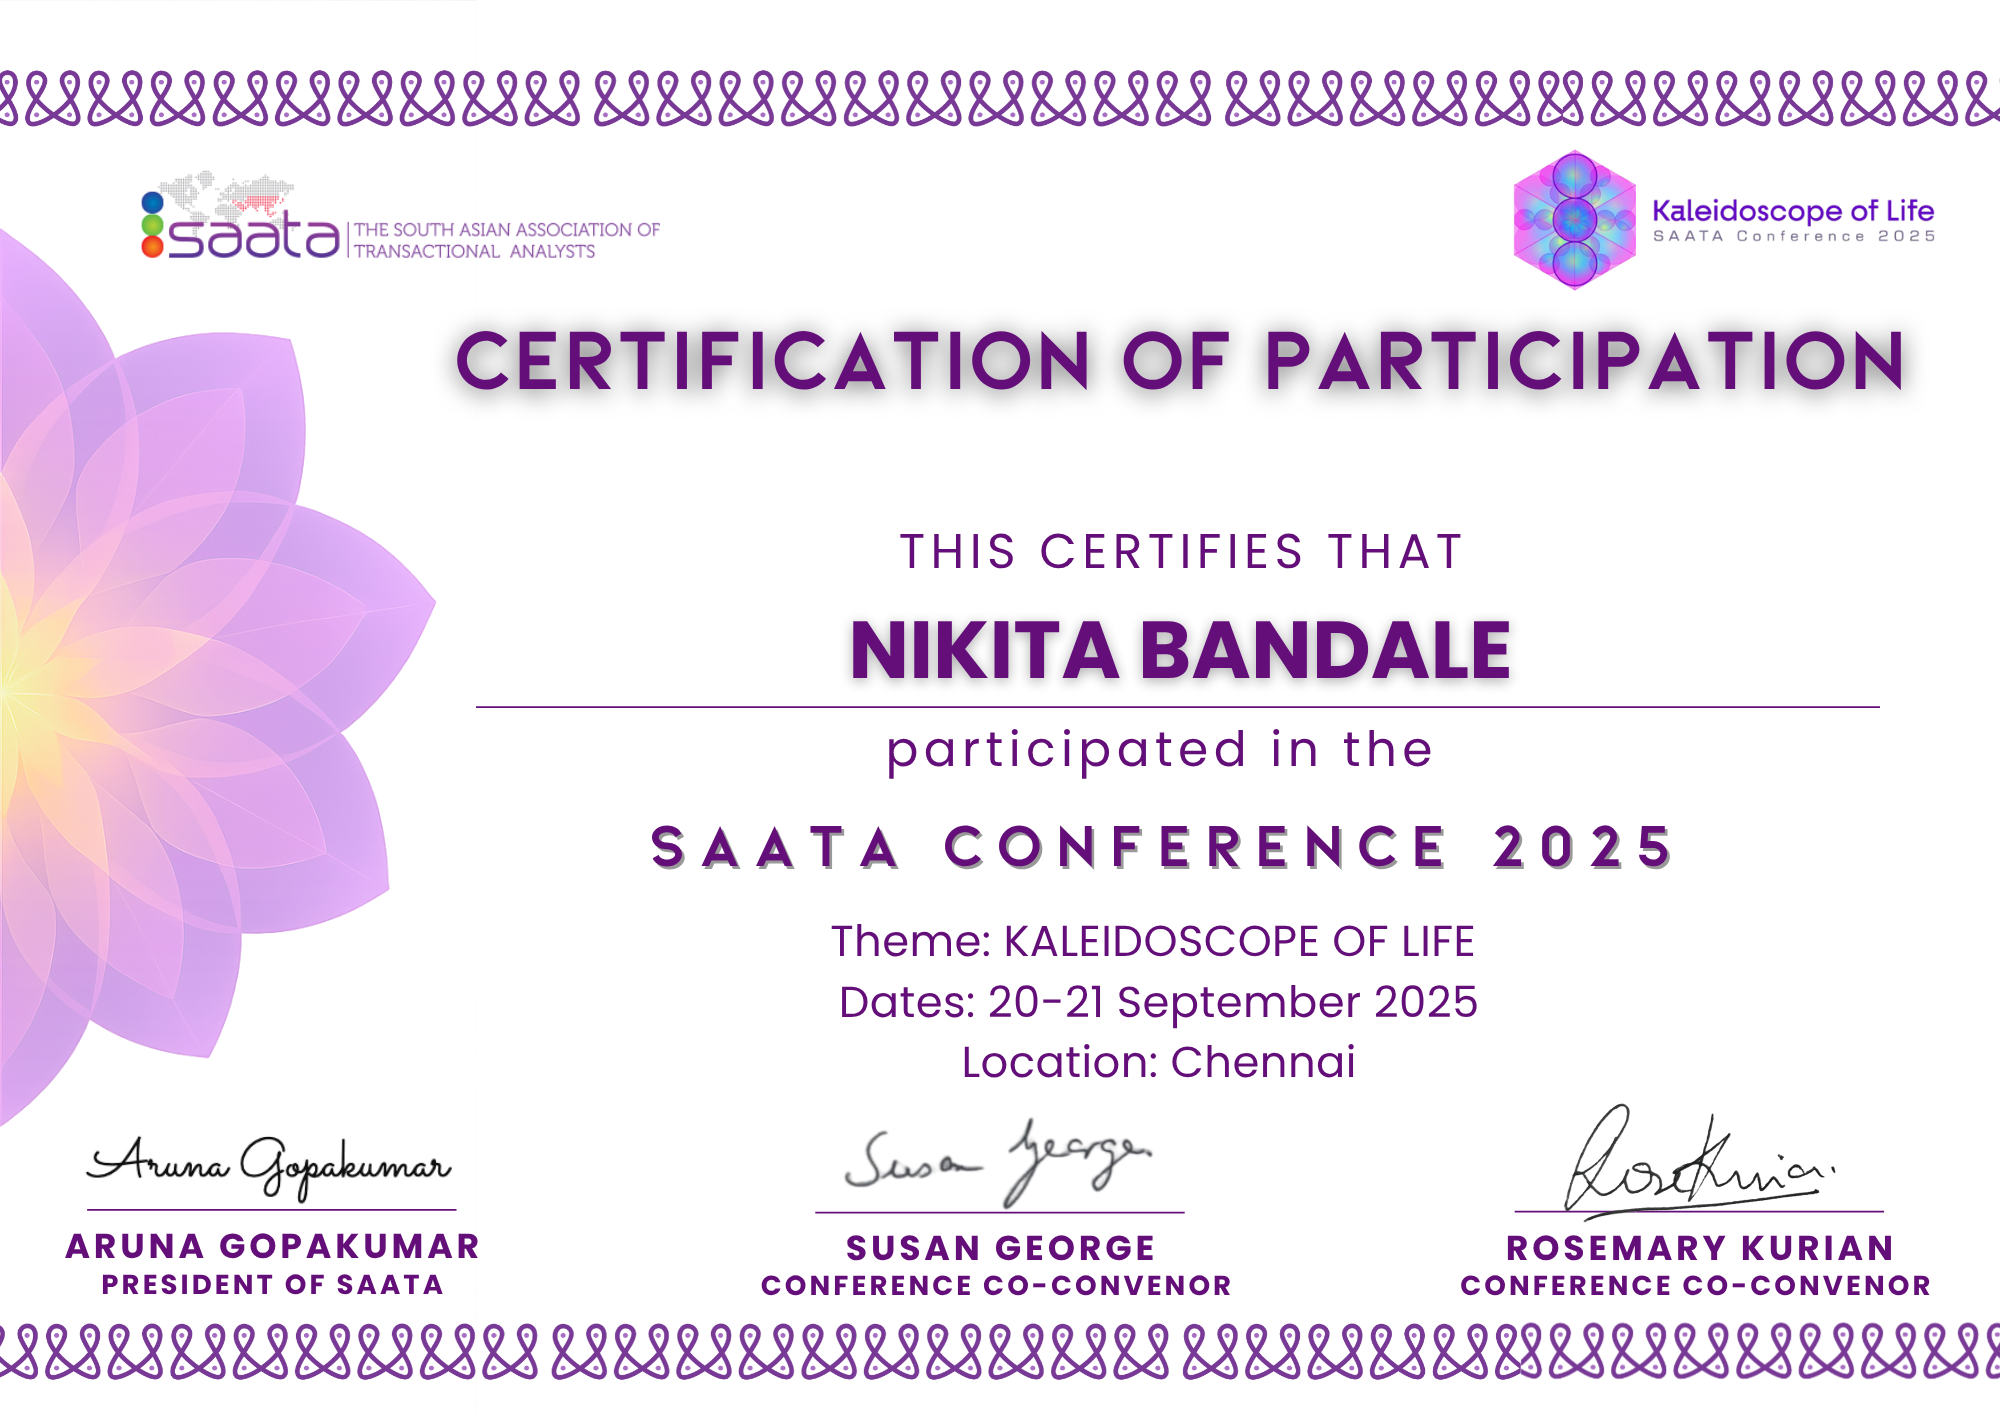 saata
THE SOUTH ASIAN ASSOCIATION OF
TRANSACTIONAL ANALYSTS
Kaleidoscope of Life
SAATA Conference 2025
CERTIFICATION OF PARTICIPATION
THIS CERTIFIES THAT
NIKITA BANDALE
participated in the
SAATA CONFERENCE 2025
Theme: KALEIDOSCOPE OF LIFE
Dates: 20-21 September 2025
Location: Chennai
Aruna Gopakumar
ARUNA GOPAKUMAR
PRESIDENT OF SAATA
Susan George
SUSAN GEORGE
CONFERENCE CO-CONVENOR
ROSEMARY KURIAN
CONFERENCE CO-CONVENOR